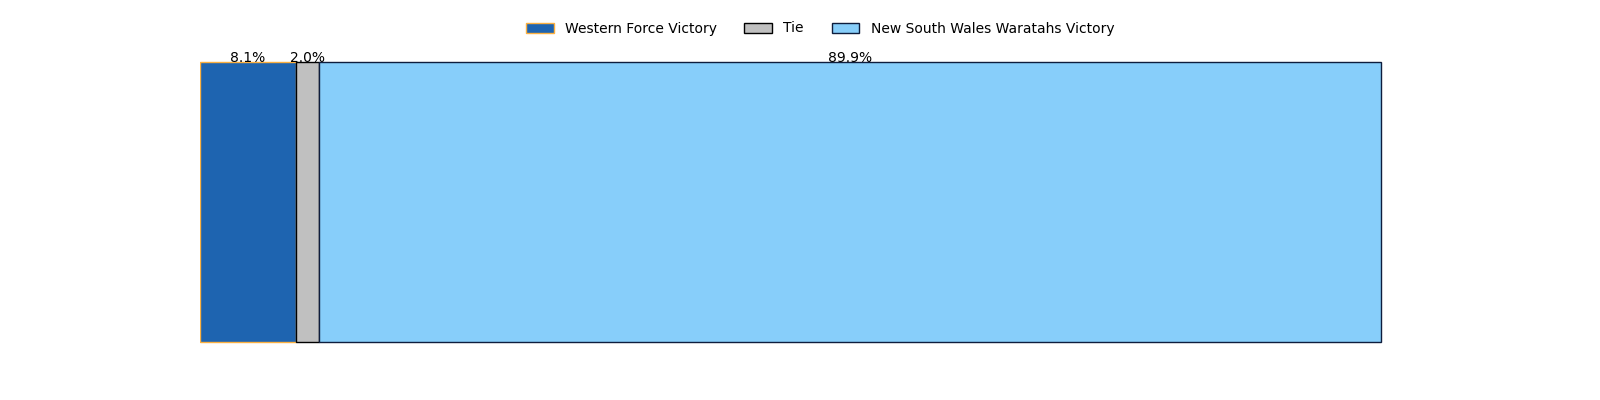 Western Force Victory Tie New South Wales Waratahs Victory
8.1% 2.0% 89.9%